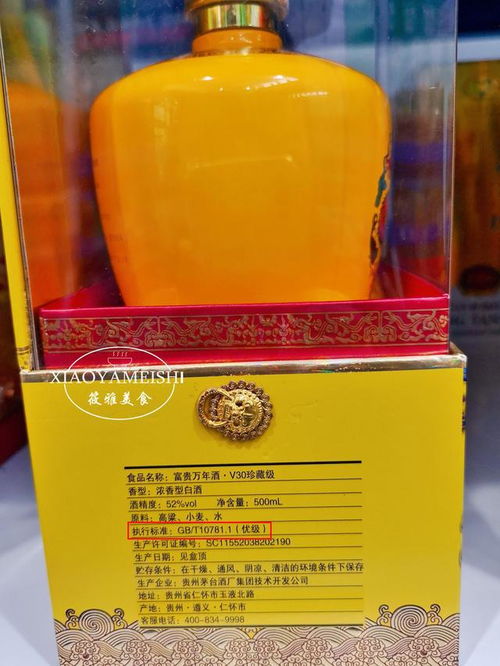 XIAOYAMEISHI
筱雅美食
食品名称：富贵万年酒·V30珍藏级
香型：浓香型白酒
酒精度：52%vol 净含量：500mL
原料：高粱、小麦、水
执行标准：GB/T10781.1（优级）
生产许可证编号：SC11552038202190
生产日期：见盒顶
贮存条件：在干燥、通风、阴凉、清洁的环境条件下保存
生产企业：贵州茅台酒厂集团技术开发公司
地址：贵州省仁怀市玉液北路
产地：贵州·遵义·仁怀市
客服电话：400-834-9998